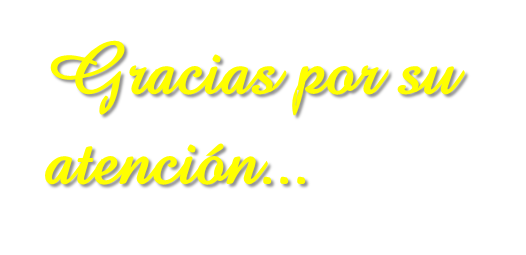 Gracias por su
atención...